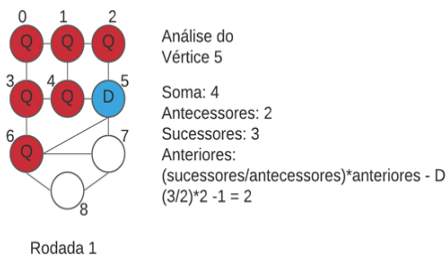 0 1 2
Q Q Q
3 4 5
Q Q D
6 7
Q
8
Rodada 1
Análise do
Vértice 5
Soma: 4
Antecessores: 2
Sucessores: 3
Anteriores:
(sucessores/antecessores)*anteriores - D
(3/2)*2 -1 = 2